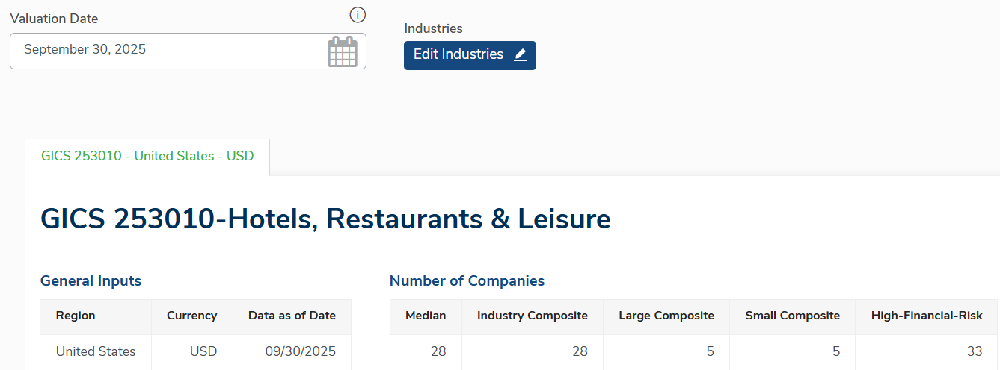 Valuation Date
September 30, 2025
Industries
Edit Industries
GICS 253010 - United States - USD
GICS 253010-Hotels, Restaurants & Leisure
General Inputs
Region Currency Data as of Date
United States USD 09/30/2025
Number of Companies
Median Industry Composite Large Composite Small Composite High-Financial-Risk
28 28 5 5 33